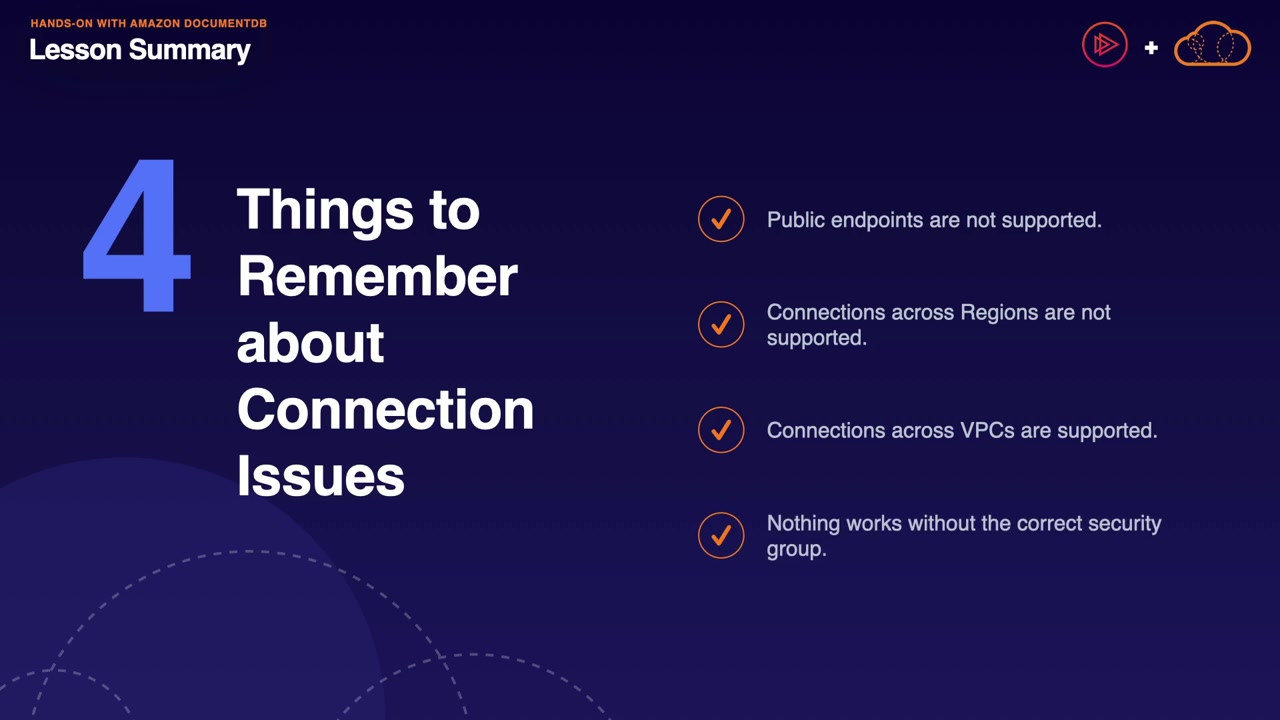 HANDS-ON WITH AMAZON DOCUMENTDB
Lesson Summary
4
Things to
Remember
about
Connection
Issues
Public endpoints are not supported.
Connections across Regions are not
supported.
Connections across VPCs are supported.
Nothing works without the correct security
group.